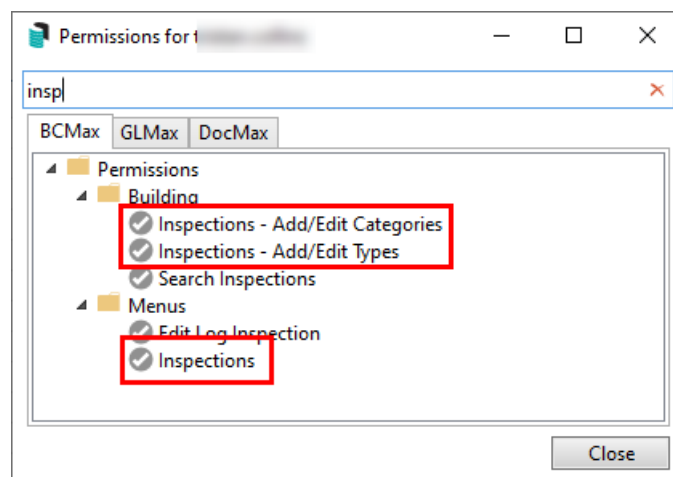 Permissions for
insp
BCMax GLMax DocMax
Permissions
Building
Inspections - Add/Edit Categories
Inspections - Add/Edit Types
Search Inspections
Menus
Edit Log Inspection
Inspections
Close